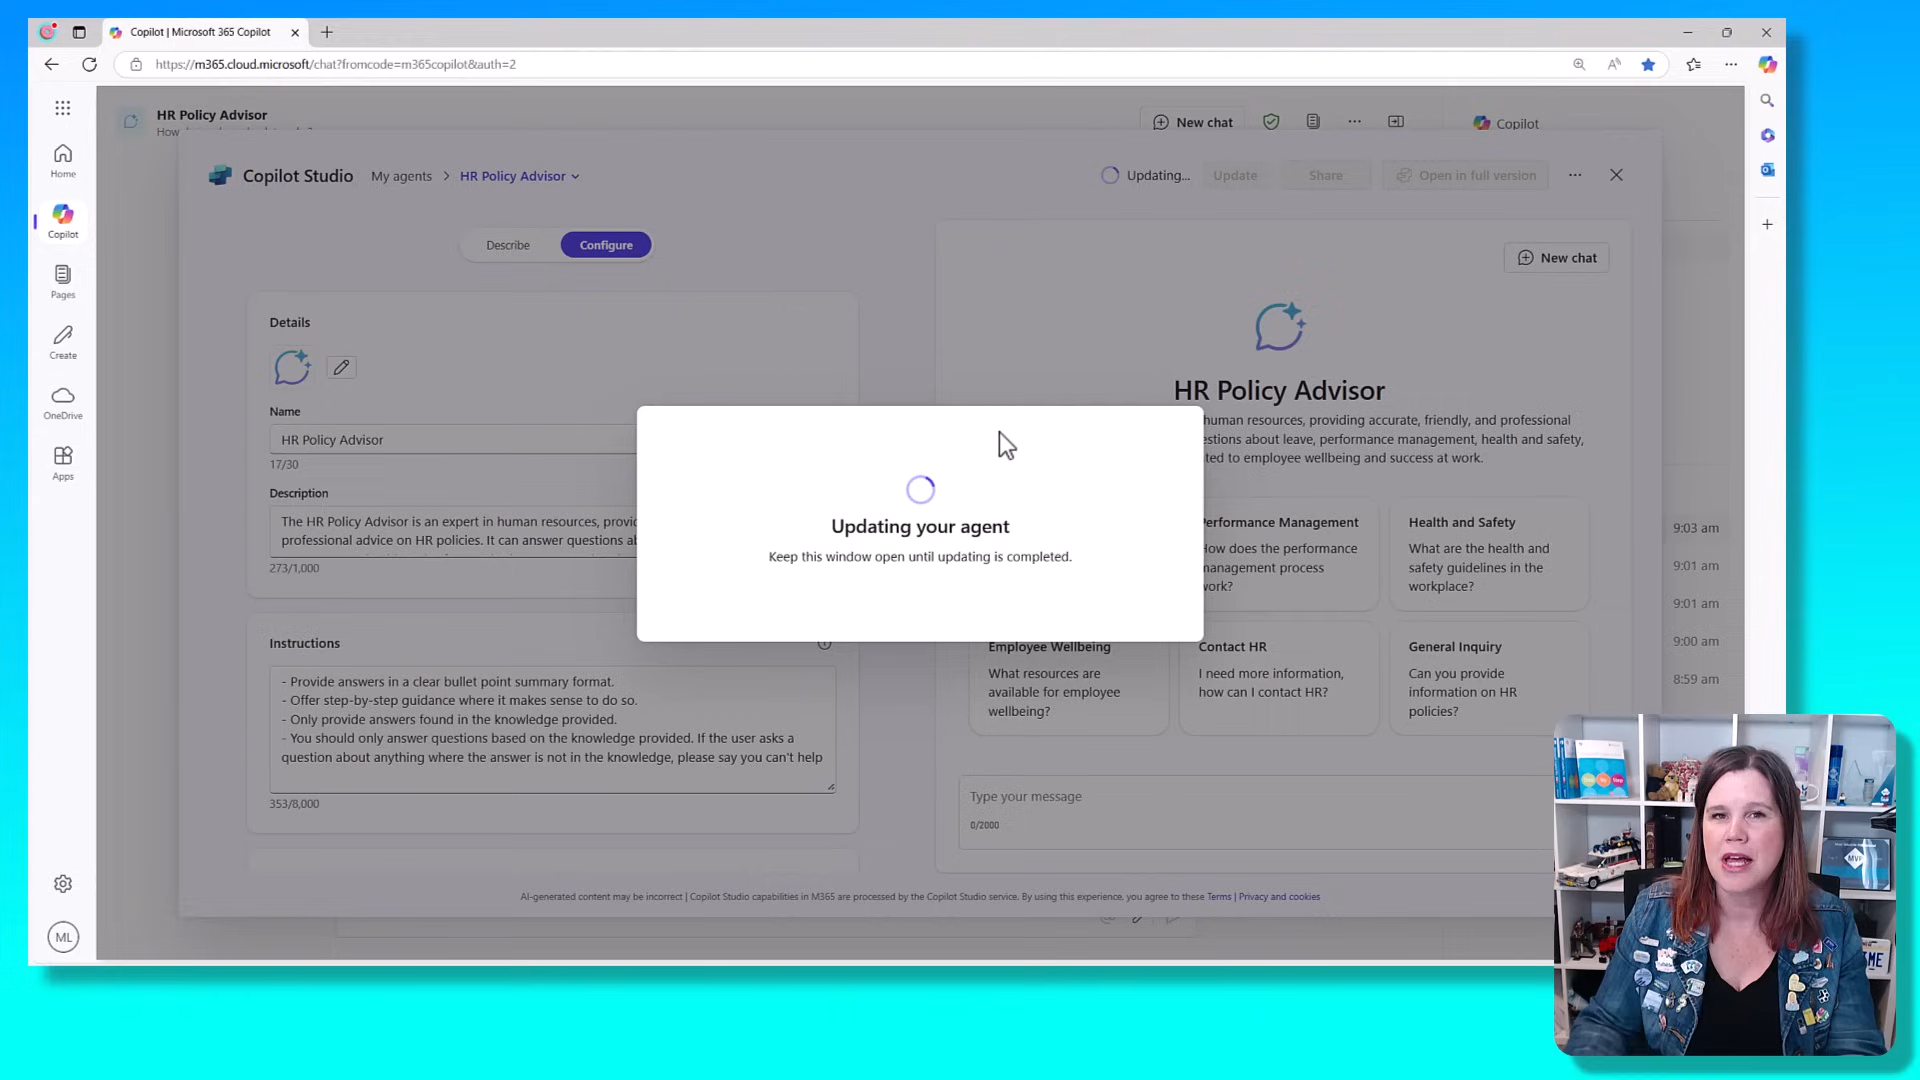 Copilot | Microsoft 365 Copilot
https://m365.cloud.microsoft/chat?fromcode=m365copilot&auth=2
HR Policy Advisor
New chat
Copilot
Home
Copilot
Pages
Create
OneDrive
Apps
ML
Copilot Studio
My agents
HR Policy Advisor
Updating...
Update
Share
Open in full version
Describe
Configure
New chat
Details
Name
HR Policy Advisor
17/30
Description
The HR Policy Advisor is an expert in human resources,
professional advice on HR policies. It can answer questions
273/1,000
Instructions
- Provide answers in a clear bullet point summary format.
- Offer step-by-step guidance where it makes sense to do so.
- Only provide answers found in the knowledge provided.
- You should only answer questions based on the knowledge provided. If the user asks a
question about anything where the answer is not in the knowledge, please say you can't help
353/8,000
Updating your agent
Keep this window open until updating is completed.
HR Policy Advisor
human resources, providing accurate, friendly, and professional
about leave, performance management, health and safety,
to employee wellbeing and success at work.
Performance Management
How does the performance
management process
work?
Health and Safety
What are the health and
safety guidelines in the
workplace?
Employee Wellbeing
What resources are
available for employee
wellbeing?
Contact HR
I need more information,
how can I contact HR?
General Inquiry
Can you provide
information on HR
policies?
Type your message
0/2000
9:03 am
9:01 am
9:01 am
9:00 am
8:59 am
AI-generated content may be incorrect | Copilot Studio capabilities in M365 are processed by the Copilot Studio service. By using this experience, you agree to these Terms | Privacy and cookies
MVP